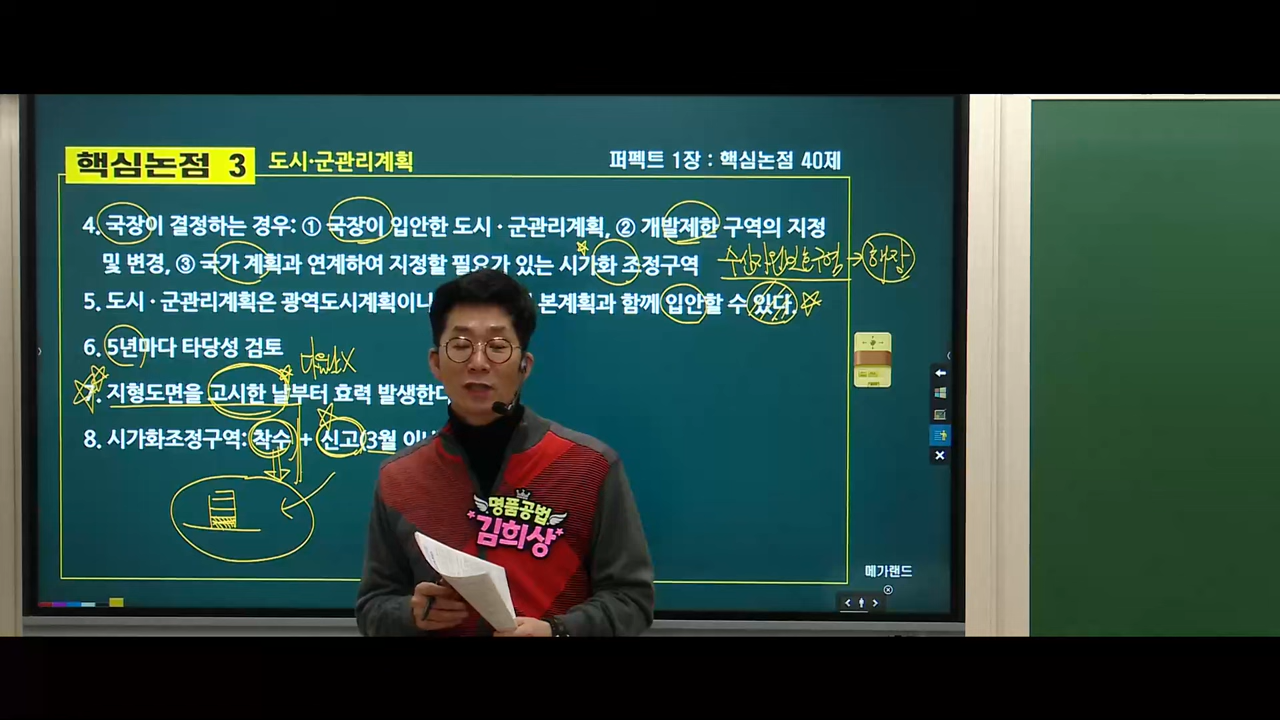 핵심논점 3 도시·군관리계획 퍼펙트 1장 : 핵심논점 40제
4. 국장이 결정하는 경우: ① 국장이 입안한 도시·군관리계획, ② 개발제한 구역의 지정
및 변경, ③ 국가 계획과 연계하여 지정할 필요가 있는 시가화 조정구역 수산자원보호구역 → 해장
5. 도시·군관리계획은 광역도시계획이나 본계획과 함께 입안할 수 있다.
6. 5년마다 타당성 검토
7. 지형도면을 고시한 날부터 효력 발생한다
8. 시가화조정구역: 착수 + 신고(3월 이내
명품공법
김희상
메가랜드